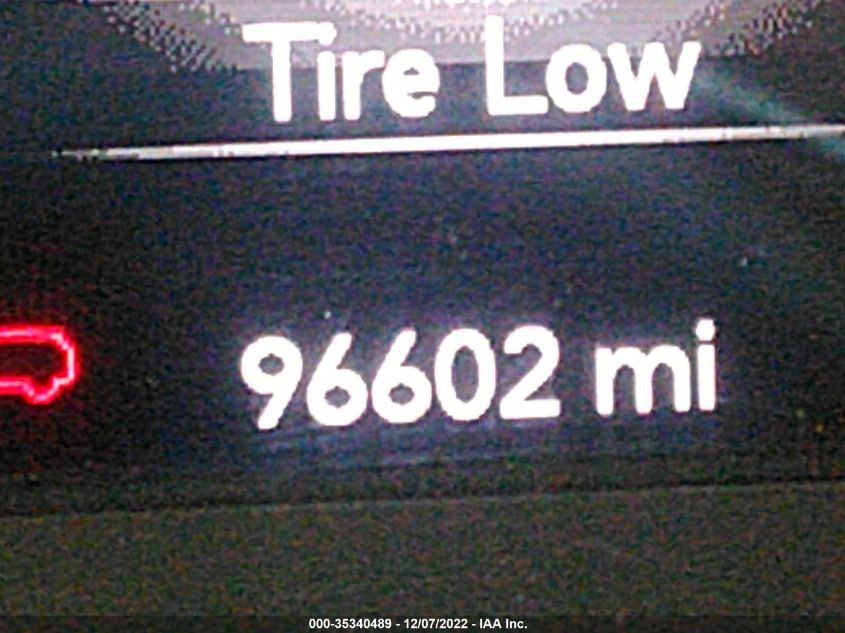 Tire Low
96602 mi
000-35340489 - 12/07/2022 - IAA Inc.